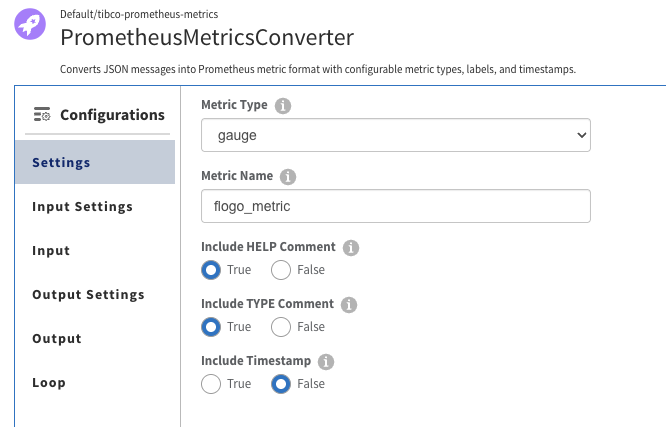 Default/tibco-prometheus-metrics
PrometheusMetricsConverter
Converts JSON messages into Prometheus metric format with configurable metric types, labels, and timestamps.
Configurations
Settings
Input Settings
Input
Output Settings
Output
Loop
Metric Type
gauge
Metric Name
flogo_metric
Include HELP Comment
True False
Include TYPE Comment
True False
Include Timestamp
True False